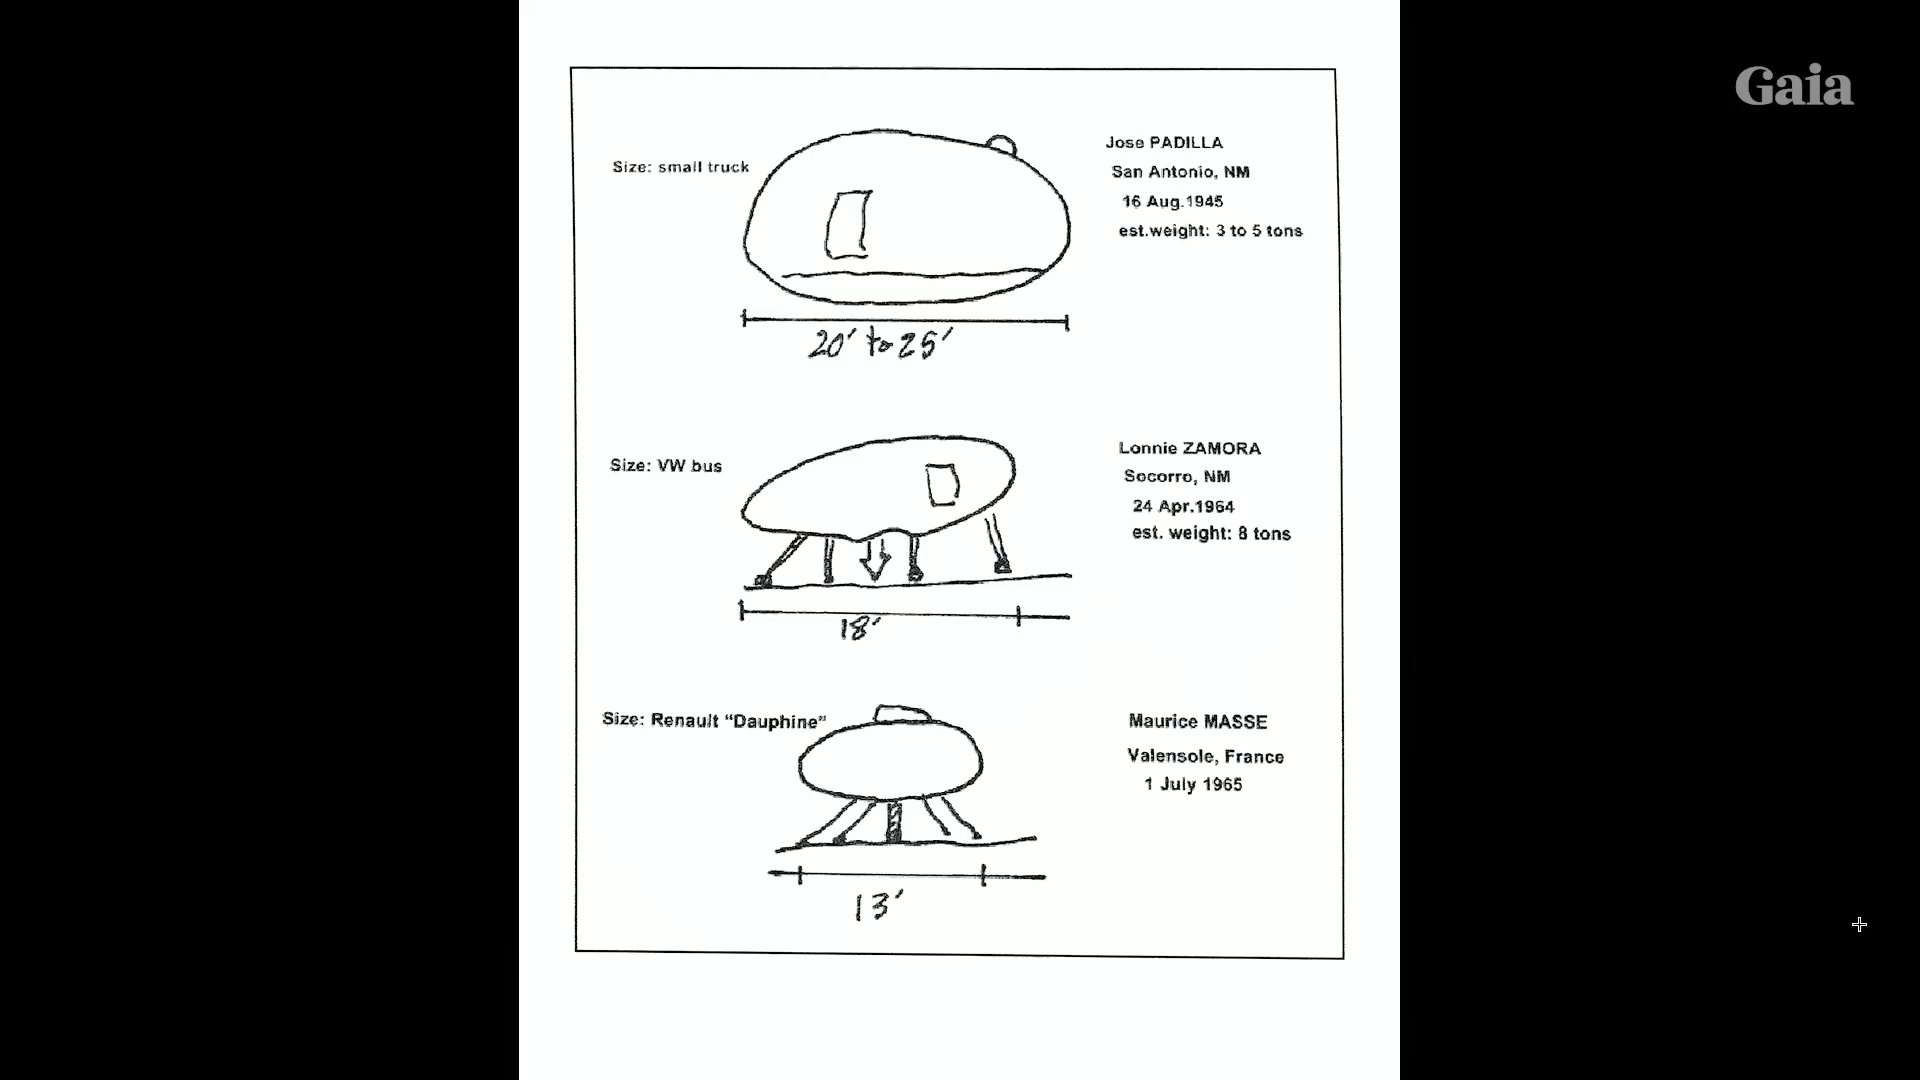 Gaia
Size: small truck
Jose PADILLA
San Antonio, NM
16 Aug.1945
est.weight: 3 to 5 tons
20' to 25'
Size: VW bus
Lonnie ZAMORA
Socorro, NM
24 Apr.1964
est. weight: 8 tons
18'
Size: Renault “Dauphine”
Maurice MASSE
Valensole, France
1 July 1965
13'